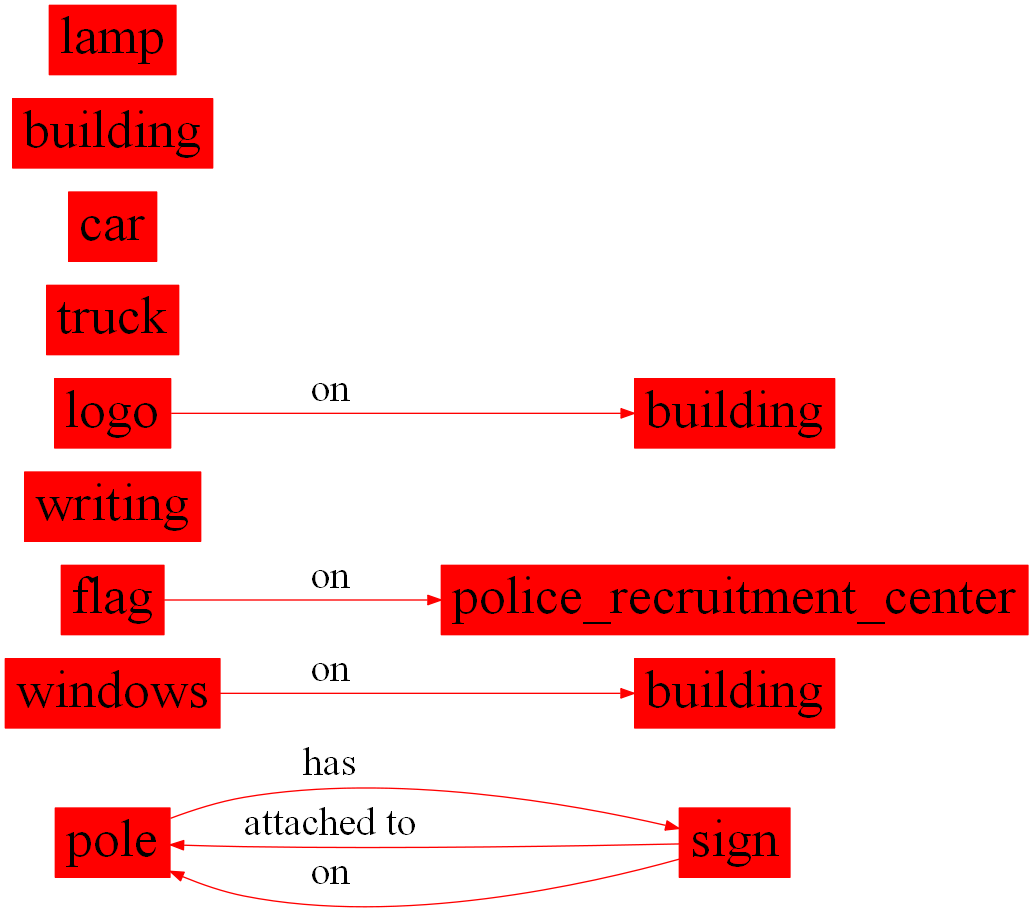 lamp
building
car
truck
logo on building
writing
flag on police_recruitment_center
windows on building
has
pole attached to sign
on